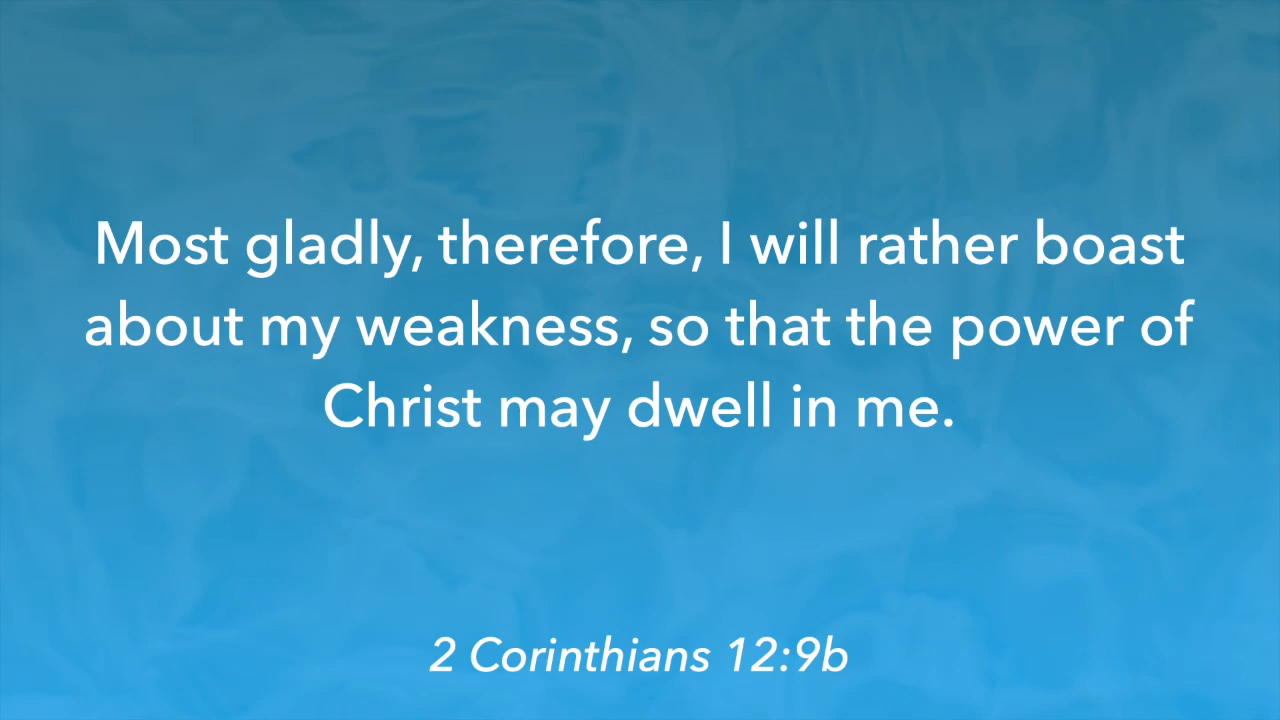 Most gladly, therefore, I will rather boast
about my weakness, so that the power of
Christ may dwell in me.
2 Corinthians 12:9b